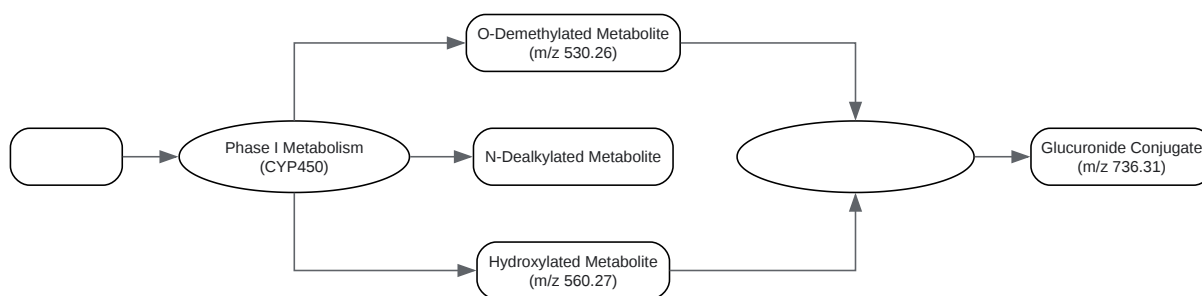 O-Demethylated Metabolite
(m/z 530.26)
Phase I Metabolism
(CYP450)
N-Dealkylated Metabolite
Glucuronide Conjugate
(m/z 736.31)
Hydroxylated Metabolite
(m/z 560.27)